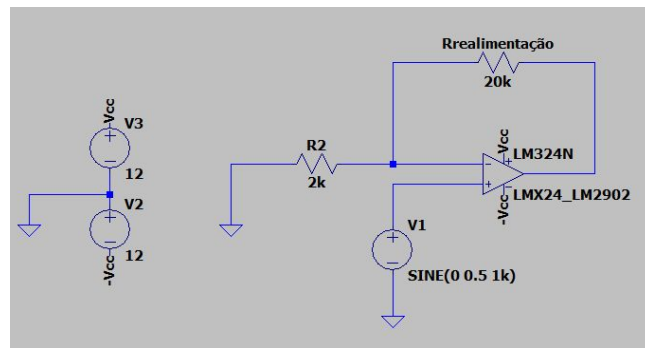 Rrealimentação
20k
Vcc
V3
12
R2
2k
Vcc
LM324N
LMX24_LM2902
-Vcc
V2
12
-Vcc
V1
SINE(0 0.5 1k)